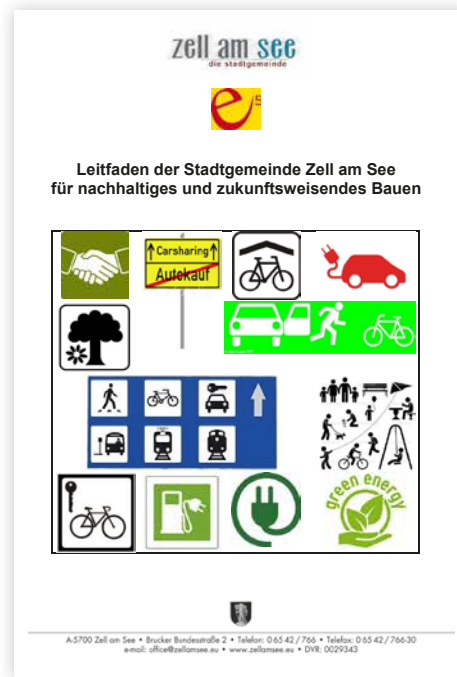 zell am see
die stadtgemeinde
e5
Leitfaden der Stadtgemeinde Zell am See
für nachhaltiges und zukunftsweisendes Bauen
Carsharing
Autokauf
green energy
A-5700 Zell am See • Brucker Bundesstraße 2 • Telefon: 0 65 42 / 766 • Telefax: 0 65 42 / 766-30
e-mail: office@zellamsee.eu • www.zellamsee.eu • DVR: 0029343